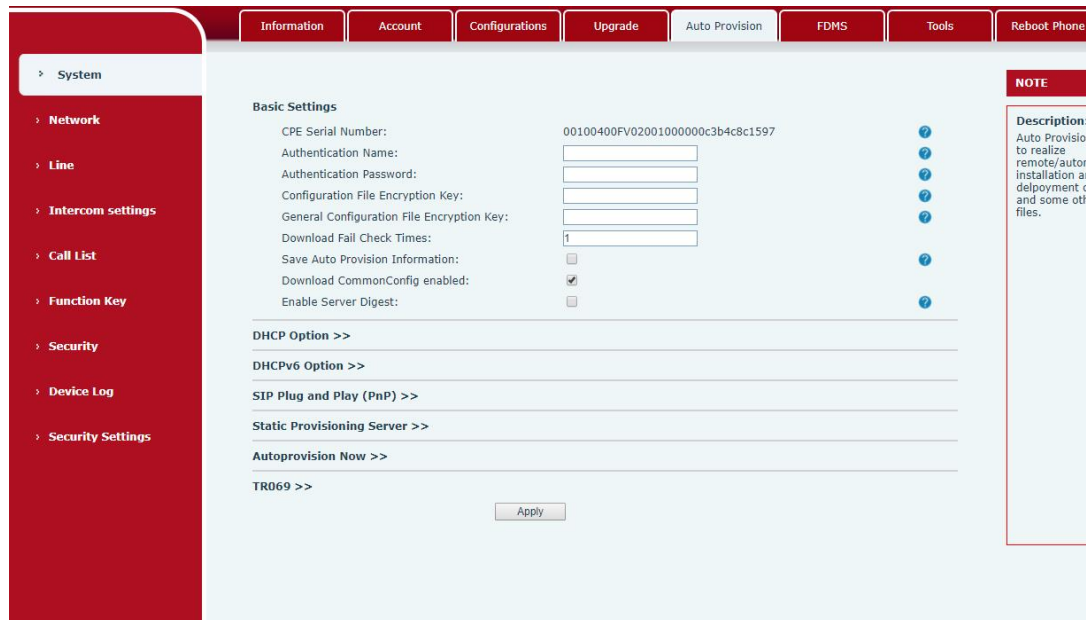 Information Account Configurations Upgrade Auto Provision FDMS Tools Reboot Phone
› System
› Network
› Line
› Intercom settings
› Call List
› Function Key
› Security
› Device Log
› Security Settings
Basic Settings
CPE Serial Number: 00100400FV02001000000c3b4c8c1597
Authentication Name:
Authentication Password:
Configuration File Encryption Key:
General Configuration File Encryption Key:
Download Fail Check Times: 1
Save Auto Provision Information:
Download CommonConfig enabled:
Enable Server Digest:
DHCP Option >>
DHCPv6 Option >>
SIP Plug and Play (PnP) >>
Static Provisioning Server >>
Autoprovision Now >>
TR069 >>
Apply
NOTE
Description:
Auto Provisio
to realize
remote/autor
installation a
delpoyment
and some oth
files.